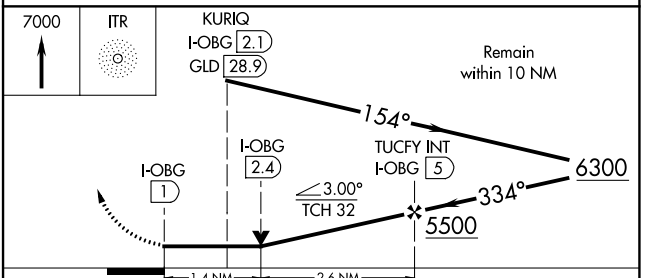 7000
ITR
KURIQ
I-OBG 2.1
GLD 28.9
Remain
within 10 NM
154°
I-OBG
1
I-OBG
2.4
TUCFY INT
I-OBG 5
3.00°
TCH 32
334°
6300
5500
1.4 NM
2.6 NM